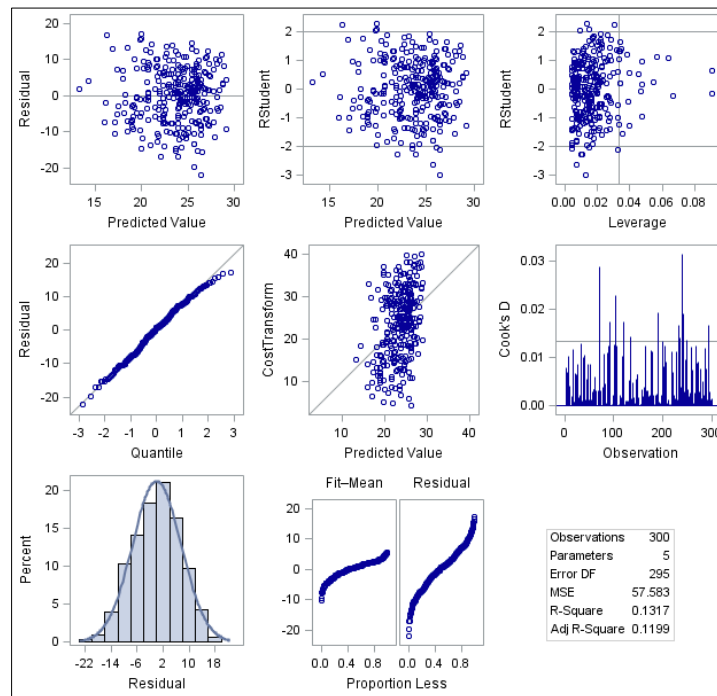 20
10
0
-10
-20
Residual
15 20 25 30
Predicted Value
2
1
0
-1
-2
-3
RStudent
15 20 25 30
Predicted Value
2
1
0
-1
-2
-3
RStudent
0.00 0.02 0.04 0.06 0.08
Leverage
20
10
0
-10
-20
Residual
-3 -2 -1 0 1 2 3
Quantile
40
30
20
10
CostTransform
10 20 30 40
Predicted Value
0.03
0.02
0.01
0.00
Cook's D
0 100 200 300
Observation
20
15
10
5
0
Percent
-22 -14 -6 2 10 18
Residual
Fit–Mean Residual
20
10
0
-10
-20
0.0 0.4 0.8 0.0 0.4 0.8
Proportion Less
Observations 300
Parameters 5
Error DF 295
MSE 57.583
R-Square 0.1317
Adj R-Square 0.1199